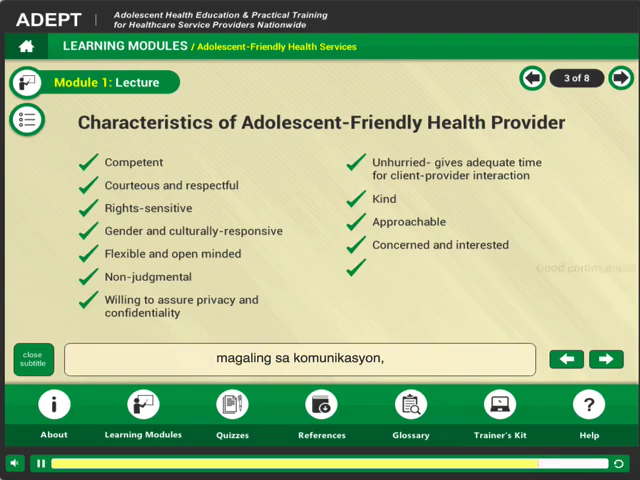 ADEPT
Adolescent Health Education & Practical Training
for Healthcare Service Providers Nationwide
LEARNING MODULES / Adolescent-Friendly Health Services
Module 1: Lecture
3 of 8
Characteristics of Adolescent-Friendly Health Provider
Competent
Courteous and respectful
Rights-sensitive
Gender and culturally-responsive
Flexible and open minded
Non-judgmental
Willing to assure privacy and
confidentiality
Unhurried- gives adequate time
for client-provider interaction
Kind
Approachable
Concerned and interested
Good
close
subtitle
magaling sa komunikasyon,
About
Learning Modules
Quizzes
References
Glossary
Trainer's Kit
Help